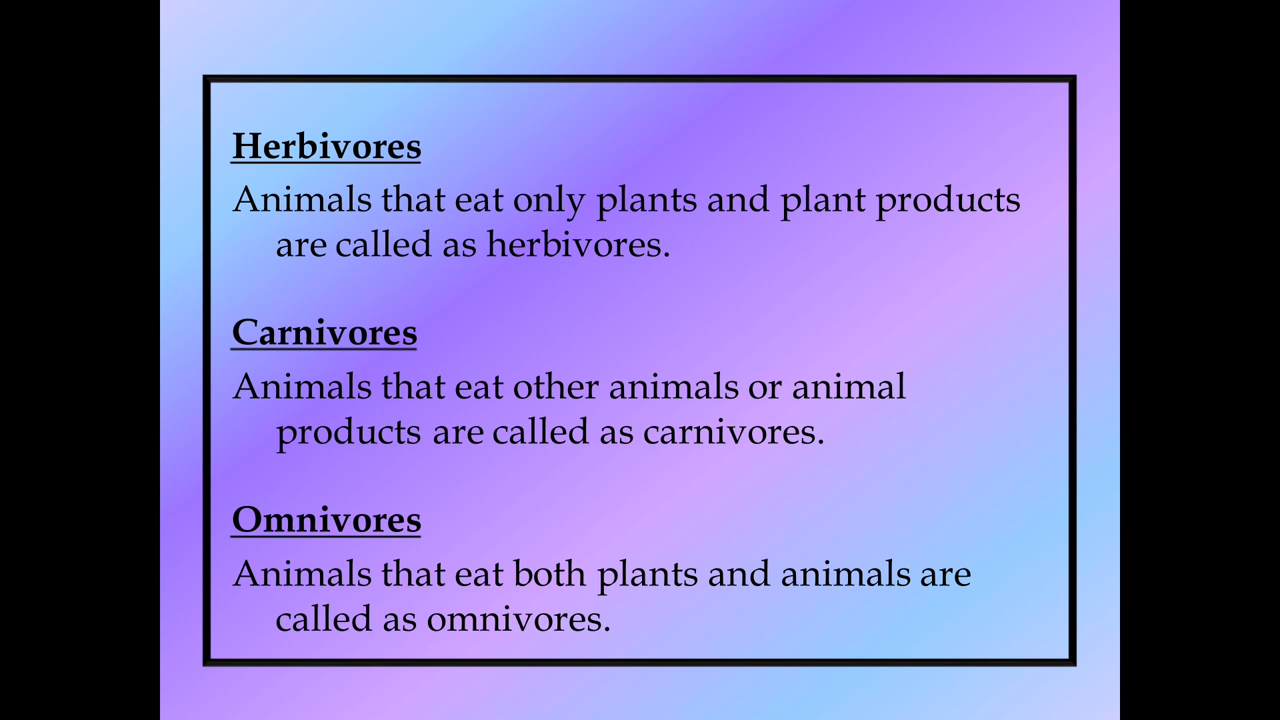 Herbivores
Animals that eat only plants and plant products
are called as herbivores.
Carnivores
Animals that eat other animals or animal
products are called as carnivores.
Omnivores
Animals that eat both plants and animals are
called as omnivores.